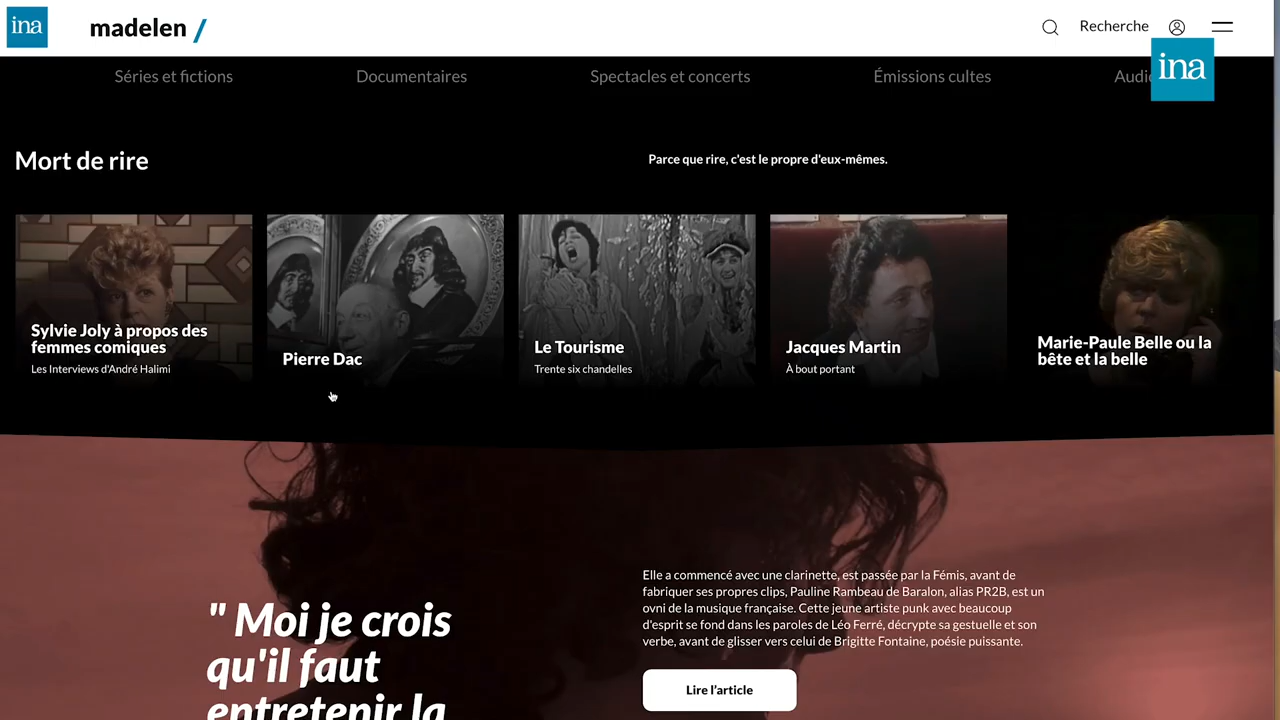 ina
madelen /
Recherche
ina
Séries et fictions
Documentaires
Spectacles et concerts
Émissions cultes
Mort de rire
Parce que rire, c'est le propre d'eux-mêmes.
Sylvie Joly à propos des
femmes comiques
Les Interviews d'André Halimi
Pierre Dac
Le Tourisme
Trente six chandelles
Jacques Martin
À bout portant
Marie-Paule Belle ou la
bête et la belle
" Moi je crois
qu'il faut
entretenir la
Elle a commencé avec une clarinette, est passée par la Fémis, avant de
fabriquer ses propres clips, Pauline Rambeau de Baralon, alias PR2B, est un
ovni de la musique française. Cette jeune artiste punk avec beaucoup
d'esprit se fond dans les paroles de Léo Ferré, décrypte sa gestuelle et son
verbe, avant de glisser vers celui de Brigitte Fontaine, poésie puissante.
Lire l'article